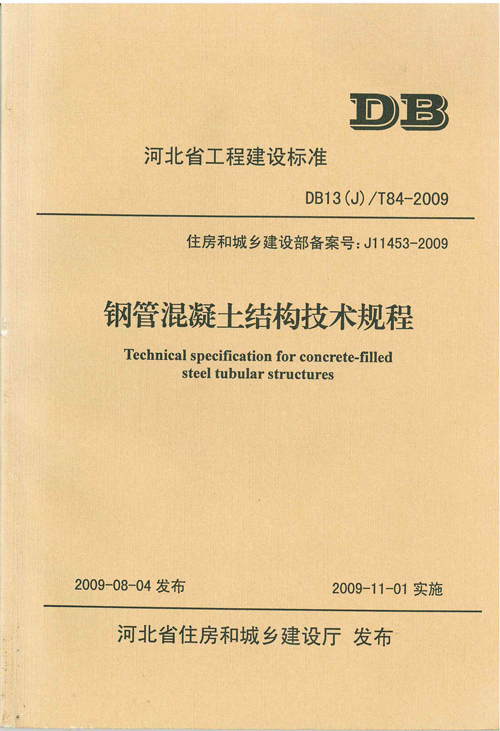 DB
河北省工程建设标准
DB13(J)/T84-2009
住房和城乡建设部备案号：J11453-2009
钢管混凝土结构技术规程
Technical specification for concrete-filled
steel tubular structures
2009-08-04 发布 2009-11-01 实施
河北省住房和城乡建设厅 发布